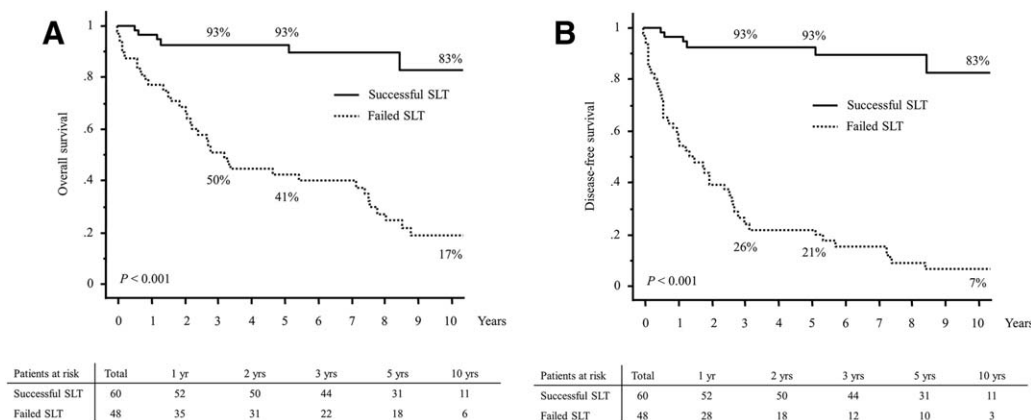 A
1
.8
.6
.4
.2
0
Overall survival
93%
93%
83%
Successful SLT
Failed SLT
50%
41%
17%
P < 0.001
0 1 2 3 4 5 6 7 8 9 10 Years
Patients at risk Total 1 yr 2 yrs 3 yrs 5 yrs 10 yrs
Successful SLT 60 52 50 44 31 11
Failed SLT 48 35 31 22 18 6
B
1
.8
.6
.4
.2
0
Disease-free survival
93%
93%
83%
Successful SLT
Failed SLT
26%
21%
7%
P < 0.001
0 1 2 3 4 5 6 7 8 9 10 Years
Patients at risk Total 1 yr 2 yrs 3 yrs 5 yrs 10 yrs
Successful SLT 60 52 50 44 31 11
Failed SLT 48 28 18 12 10 3